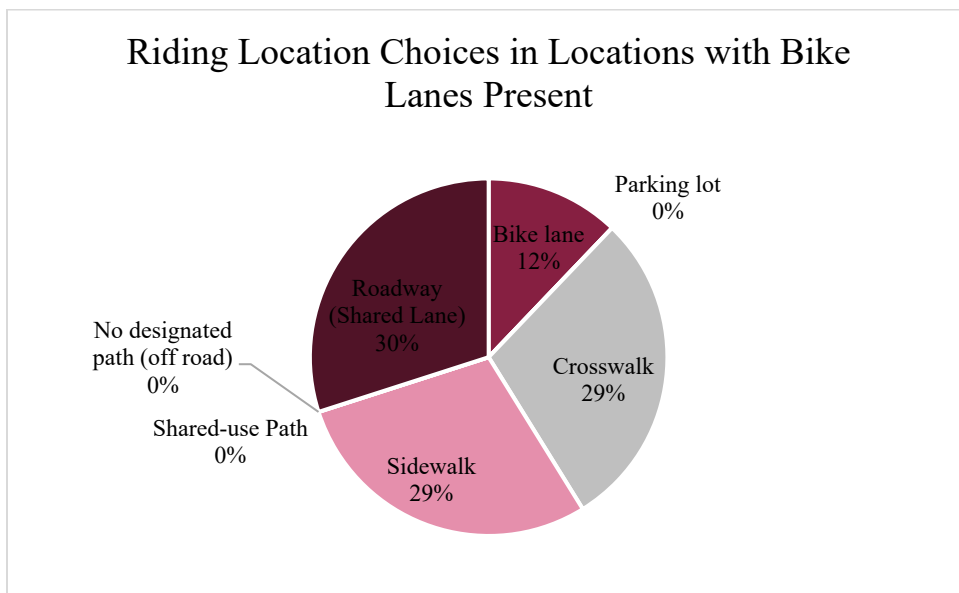 Riding Location Choices in Locations with Bike
Lanes Present
Parking lot
0%
Bike lane
12%
Crosswalk
29%
Sidewalk
29%
Shared-use Path
0%
No designated
path (off road)
0%
Roadway
(Shared Lane)
30%